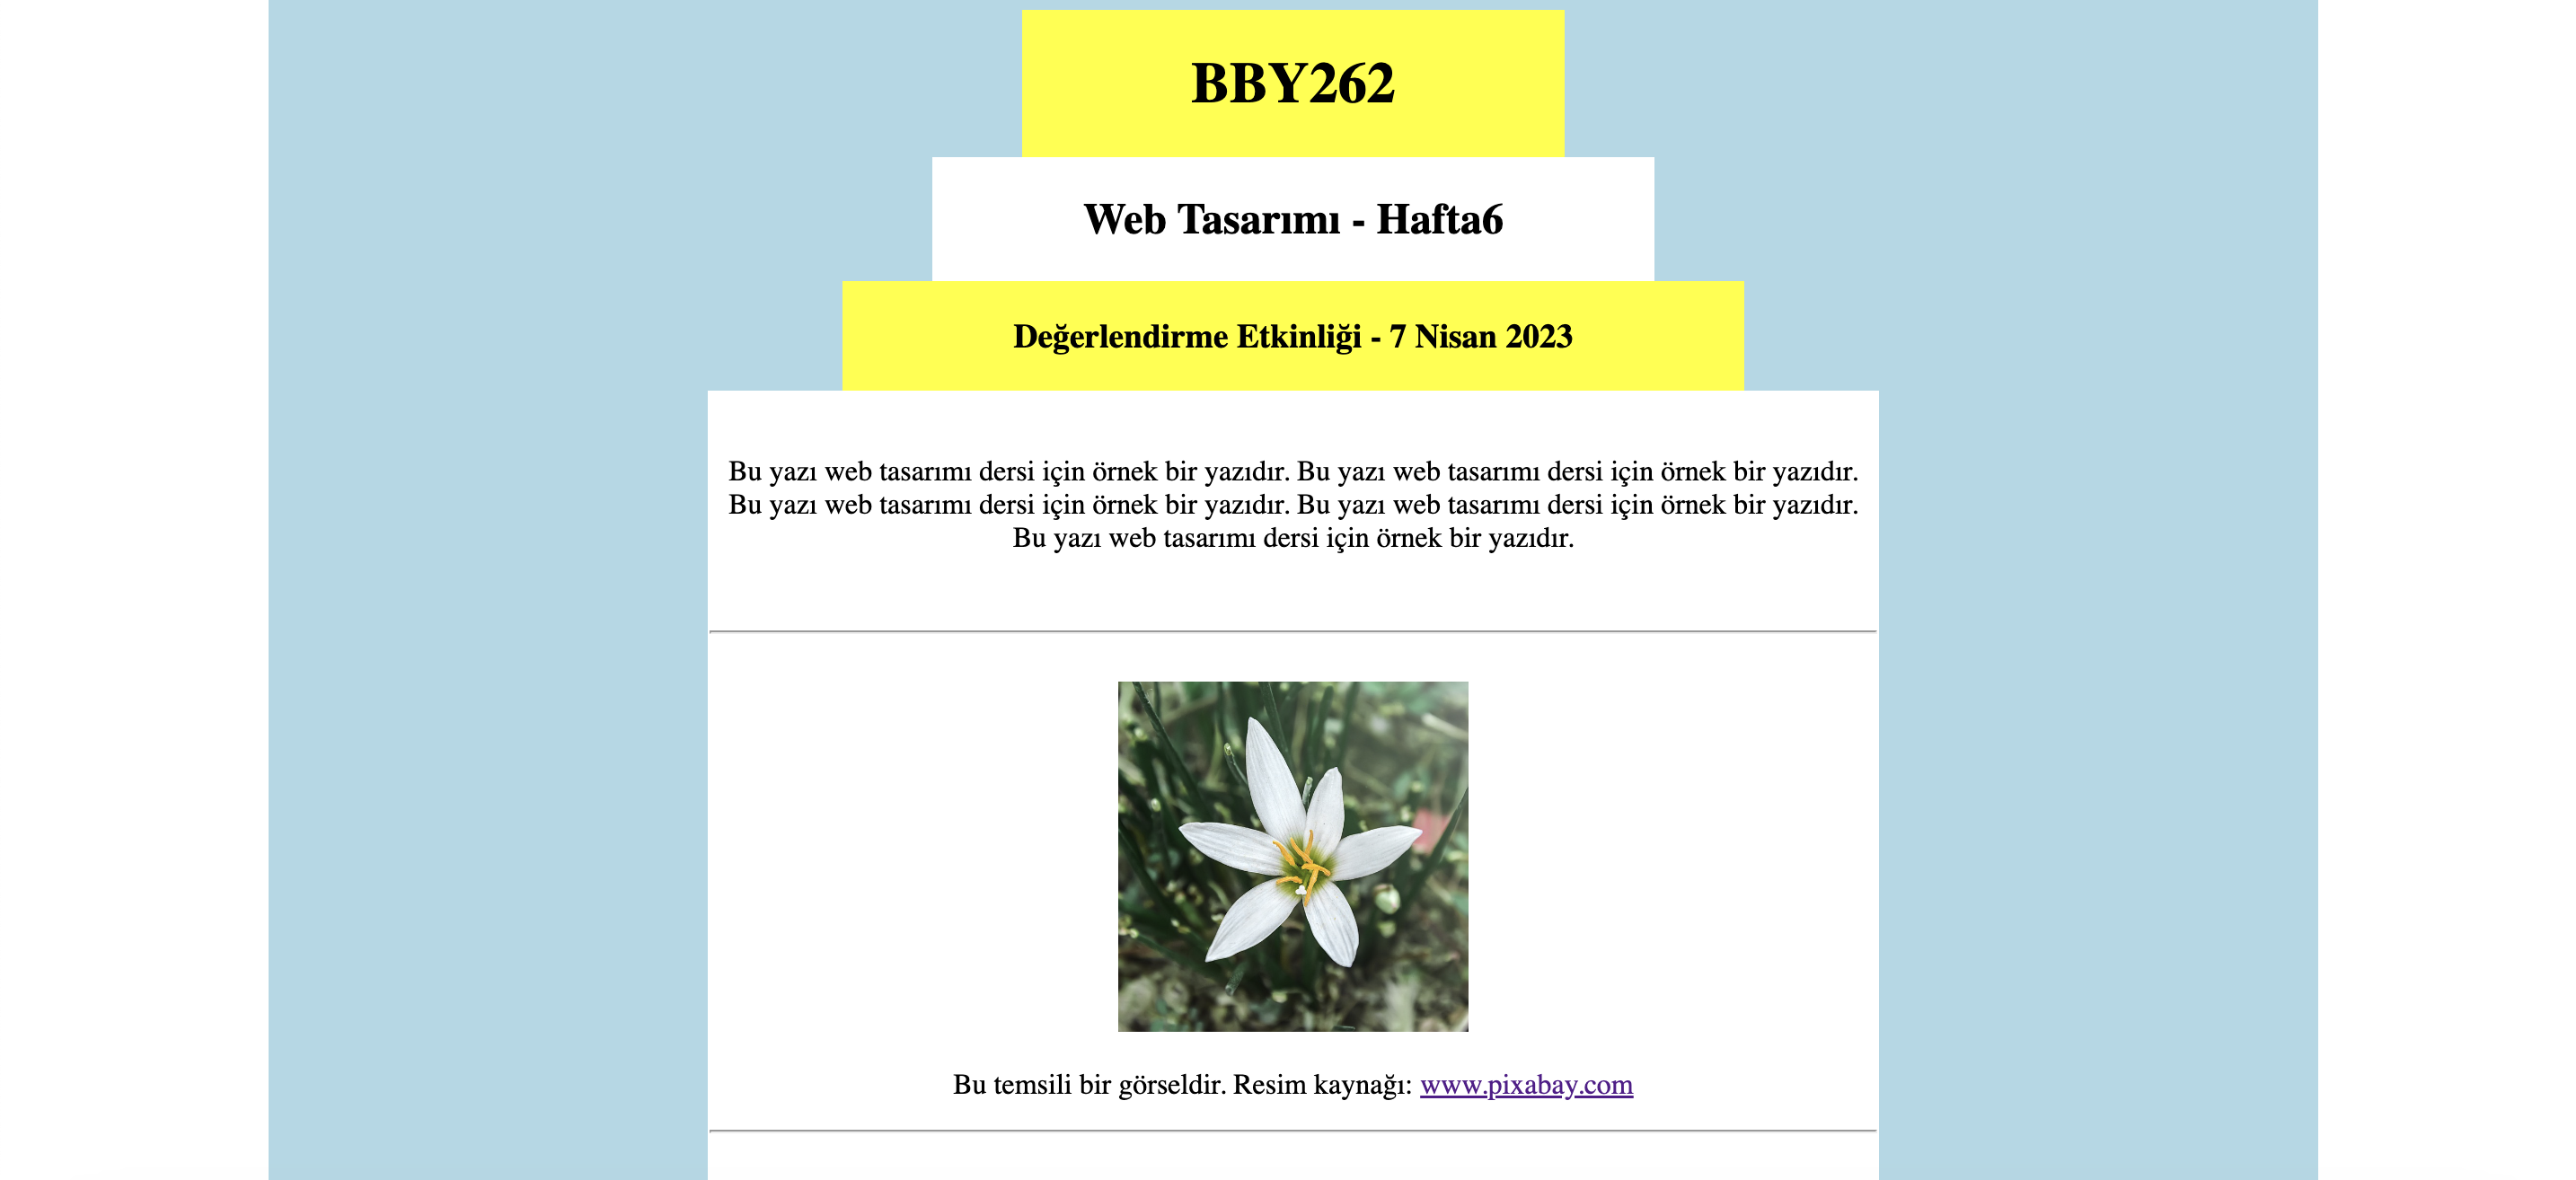 BBY262
Web Tasarımı - Hafta6
Değerlendirme Etkinliği - 7 Nisan 2023
Bu yazı web tasarımı dersi için örnek bir yazıdır. Bu yazı web tasarımı dersi için örnek bir yazıdır.
Bu yazı web tasarımı dersi için örnek bir yazıdır. Bu yazı web tasarımı dersi için örnek bir yazıdır.
Bu yazı web tasarımı dersi için örnek bir yazıdır.
Bu temsili bir görseldir. Resim kaynağı: www.pixabay.com